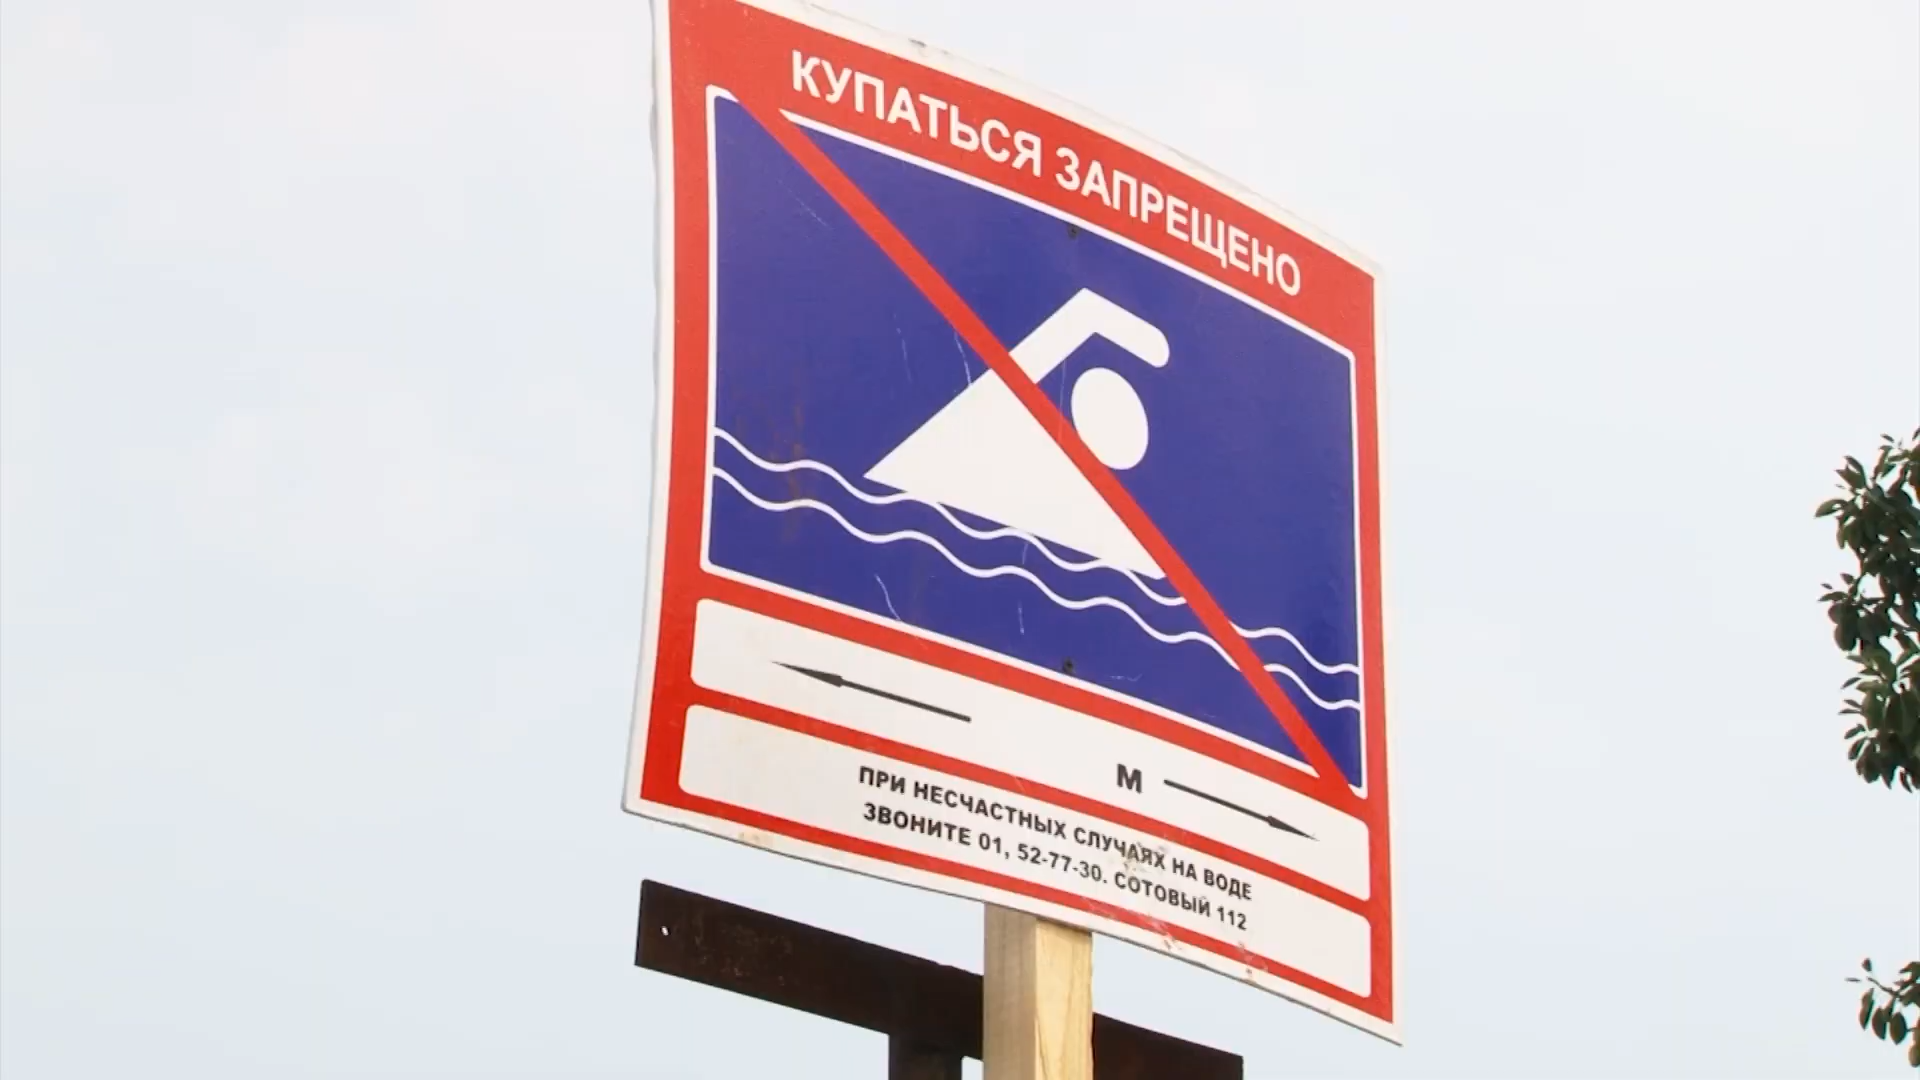 КУПАТЬСЯ ЗАПРЕЩЕНО
М
ПРИ НЕСЧАСТНЫХ СЛУЧАЯХ НА ВОДЕ
ЗВОНИТЕ 01, 52-77-30. СОТОВЫЙ 112